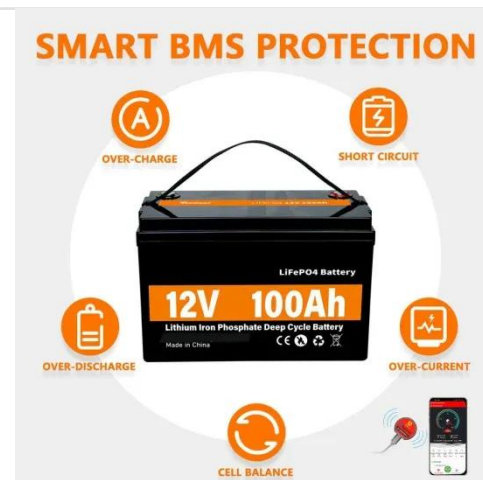 SMART BMS PROTECTION
OVER-CHARGE
SHORT CIRCUIT
LiFePO4 Battery
12V 100Ah
Lithium Iron Phosphate Deep Cycle Battery
Made in China
CE
OVER-DISCHARGE
OVER-CURRENT
CELL BALANCE